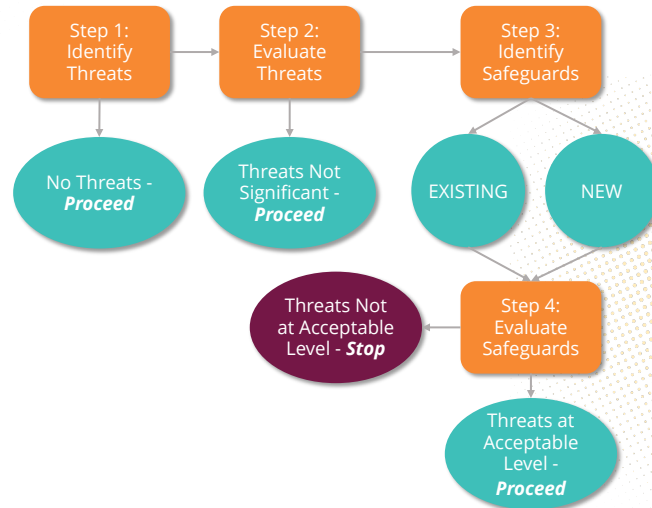 Step 1:
Identify
Threats
Step 2:
Evaluate
Threats
Step 3:
Identify
Safeguards
No Threats -
Proceed
Threats Not
Significant -
Proceed
EXISTING
NEW
Threats Not
at Acceptable
Level - Stop
Step 4:
Evaluate
Safeguards
Threats at
Acceptable
Level -
Proceed